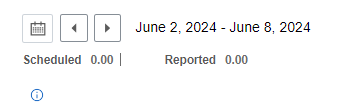 June 2, 2024 - June 8, 2024
Scheduled 0.00 | Reported 0.00